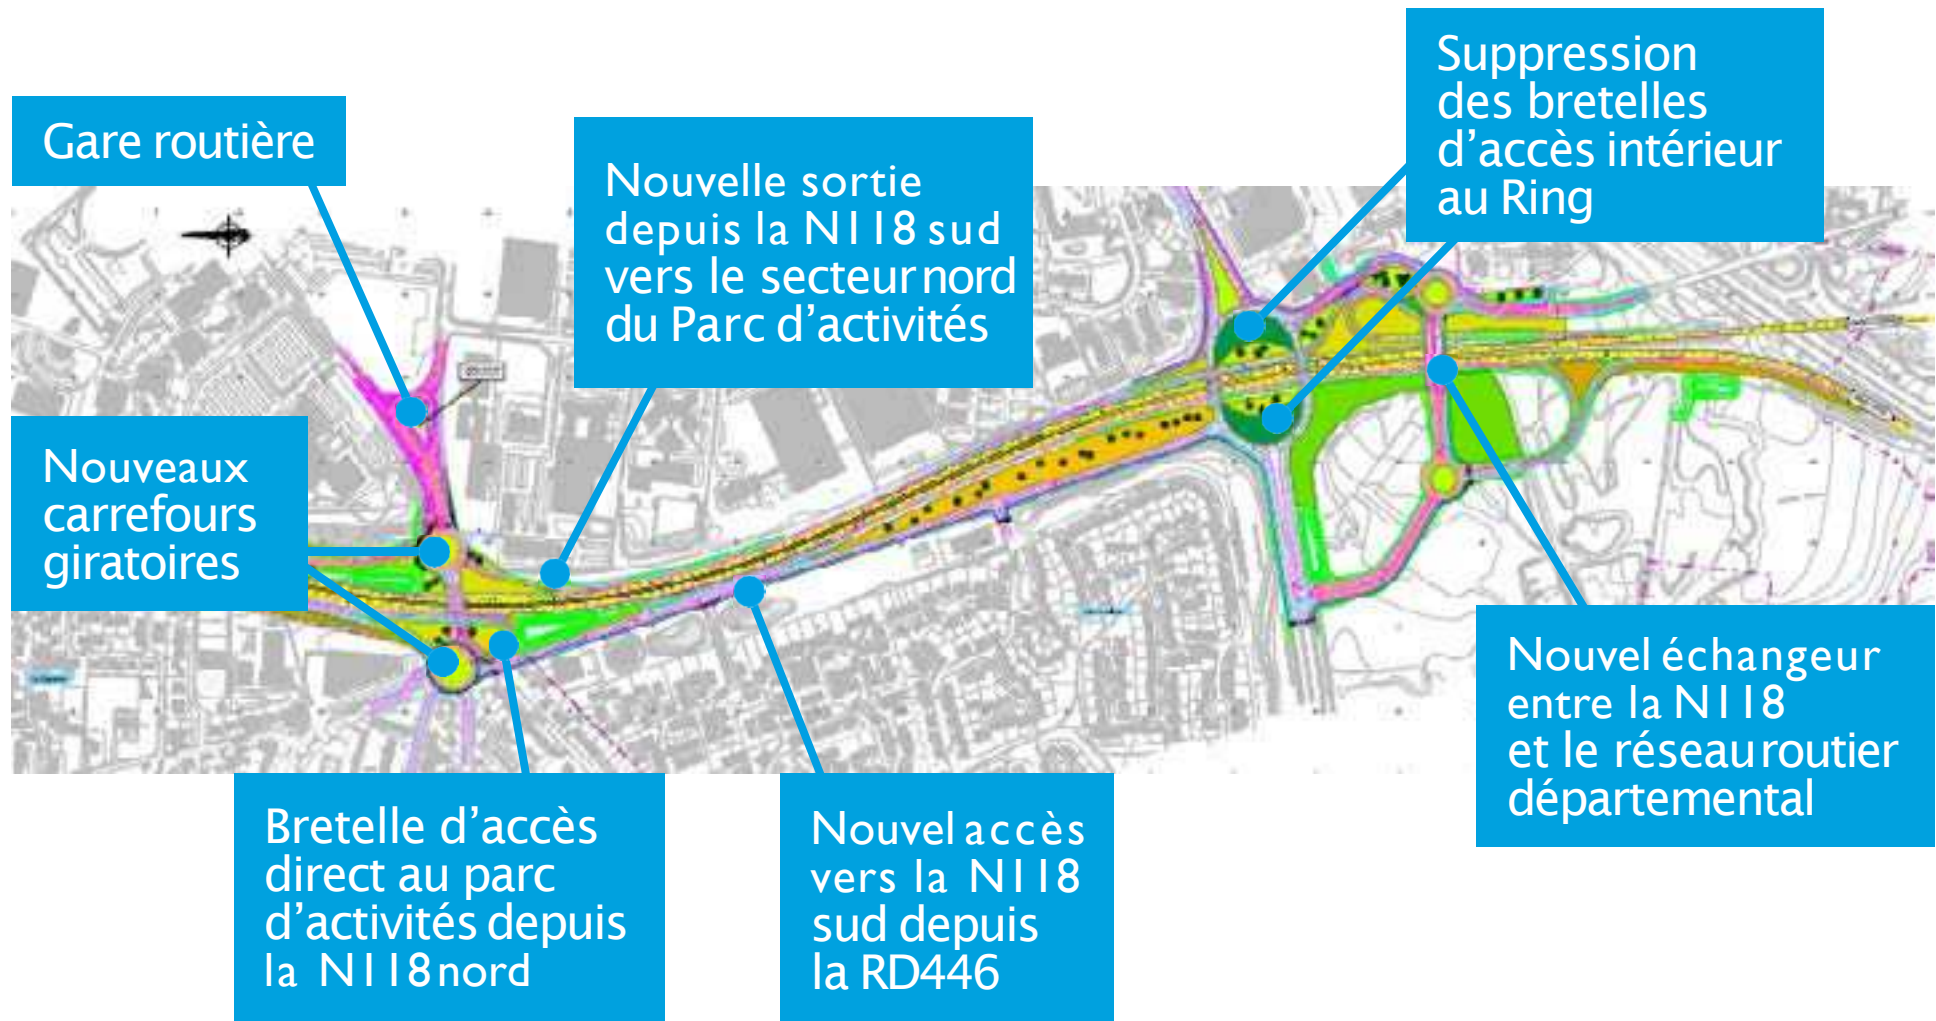 Gare routière
Nouvelle sortie
depuis la N118 sud
vers le secteur nord
du Parc d’activités
Suppression
des bretelles
d’accès intérieur
au Ring
Nouveaux
carrefours
giratoires
Nouvel échangeur
entre la N118
et le réseau routier
départemental
Bretelle d’accès
direct au parc
d’activités depuis
la N118 nord
Nouvel accès
vers la N118
sud depuis
la RD446